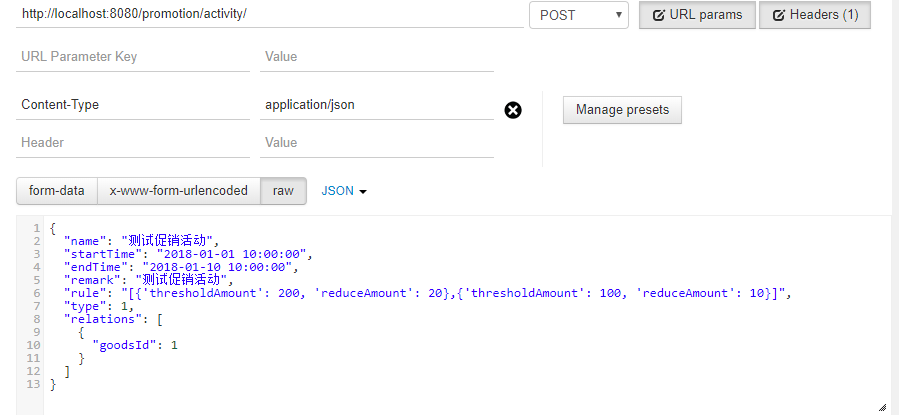 http://localhost:8080/promotion/activity/ POST URL params Headers (1)
URL Parameter Key Value
Content-Type application/json Manage presets
Header Value
form-data x-www-form-urlencoded raw JSON
1 {
2 "name": "测试促销活动",
3 "startTime": "2018-01-01 10:00:00",
4 "endTime": "2018-01-10 10:00:00",
5 "remark": "测试促销活动",
6 "rule": "[{'thresholdAmount': 200, 'reduceAmount': 20},{'thresholdAmount': 100, 'reduceAmount': 10}]",
7 "type": 1,
8 "relations": [
9 {
10 "goodsId": 1
11 }
12 ]
13 }